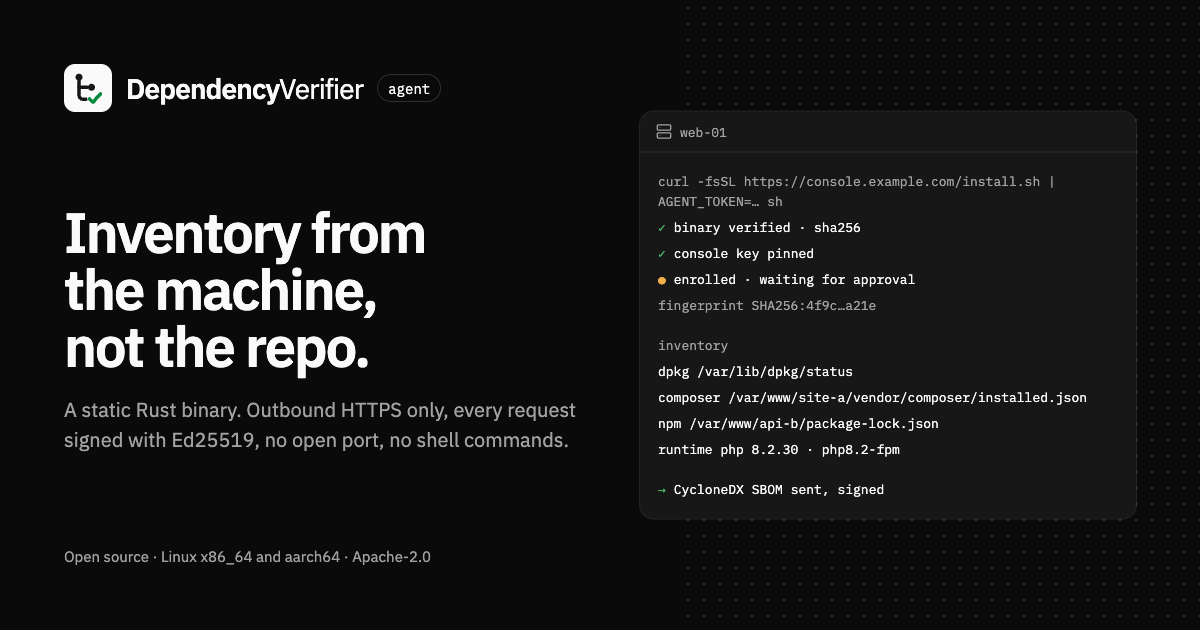 DependencyVerifier agent
Inventory from
the machine,
not the repo.
A static Rust binary. Outbound HTTPS only, every request
signed with Ed25519, no open port, no shell commands.
Open source · Linux x86_64 and aarch64 · Apache-2.0
web-01
curl -fsSL https://console.example.com/install.sh |
AGENT_TOKEN=… sh
✓ binary verified · sha256
✓ console key pinned
● enrolled · waiting for approval
fingerprint SHA256:4f9c…a21e
inventory
dpkg /var/lib/dpkg/status
composer /var/www/site-a/vendor/composer/installed.json
npm /var/www/api-b/package-lock.json
runtime php 8.2.30 · php8.2-fpm
→ CycloneDX SBOM sent, signed